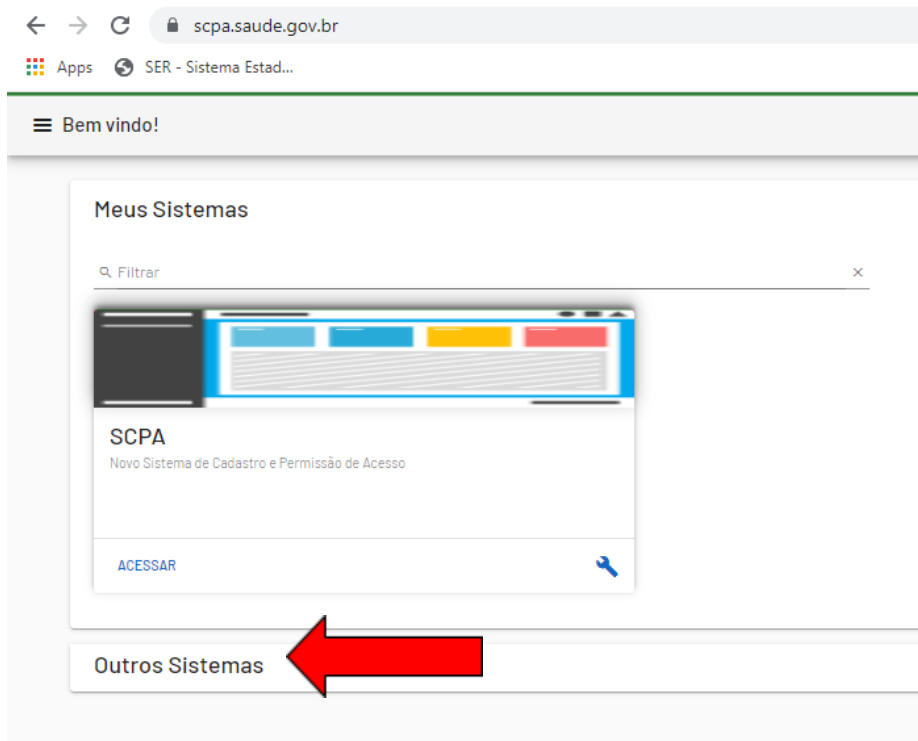 scpa.saude.gov.br
Apps SER - Sistema Estad...
Bem vindo!
Meus Sistemas
Filtrar
SCPA
Novo Sistema de Cadastro e Permissão de Acesso
ACESSAR
Outros Sistemas